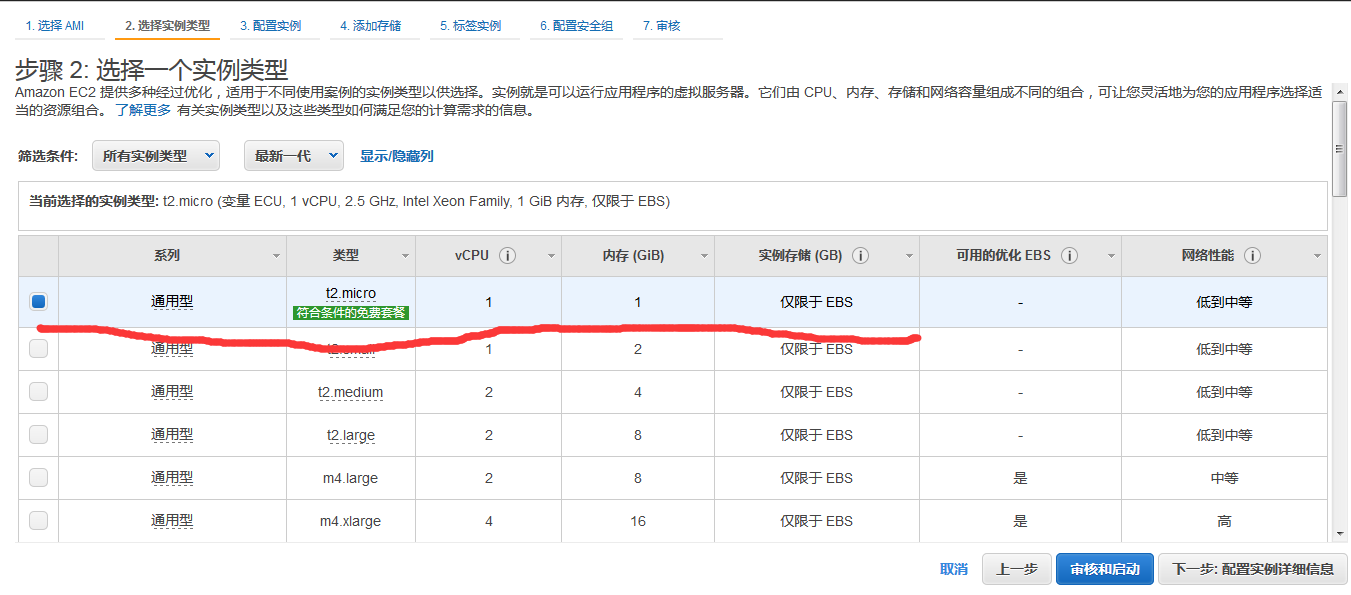 1. 选择 AMI 2. 选择实例类型 3. 配置实例 4. 添加存储 5. 标签实例 6. 配置安全组 7. 审核
步骤 2: 选择一个实例类型
Amazon EC2 提供多种经过优化，适用于不同使用案例的实例类型以供选择。实例就是可以运行应用程序的虚拟服务器。它们由 CPU、内存、存储和网络容量组成不同的组合，可让您灵活地为您的应用程序选择适
当的资源组合。 了解更多 有关实例类型以及这些类型如何满足您的计算需求的信息。
筛选条件: 所有实例类型 最新一代 显示/隐藏列
当前选择的实例类型: t2.micro (变量 ECU, 1 vCPU, 2.5 GHz, Intel Xeon Family, 1 GiB 内存, 仅限于 EBS)
系列 类型 vCPU 内存 (GiB) 实例存储 (GB) 可用的优化 EBS 网络性能
通用型 t2.micro 1 1 仅限于 EBS - 低到中等
符合条件的免费套餐
通用型 t2.small 1 2 仅限于 EBS - 低到中等
通用型 t2.medium 2 4 仅限于 EBS - 低到中等
通用型 t2.large 2 8 仅限于 EBS - 低到中等
通用型 m4.large 2 8 仅限于 EBS 是 中等
通用型 m4.xlarge 4 16 仅限于 EBS 是 高
取消 上一步 审核和启动 下一步: 配置实例详细信息